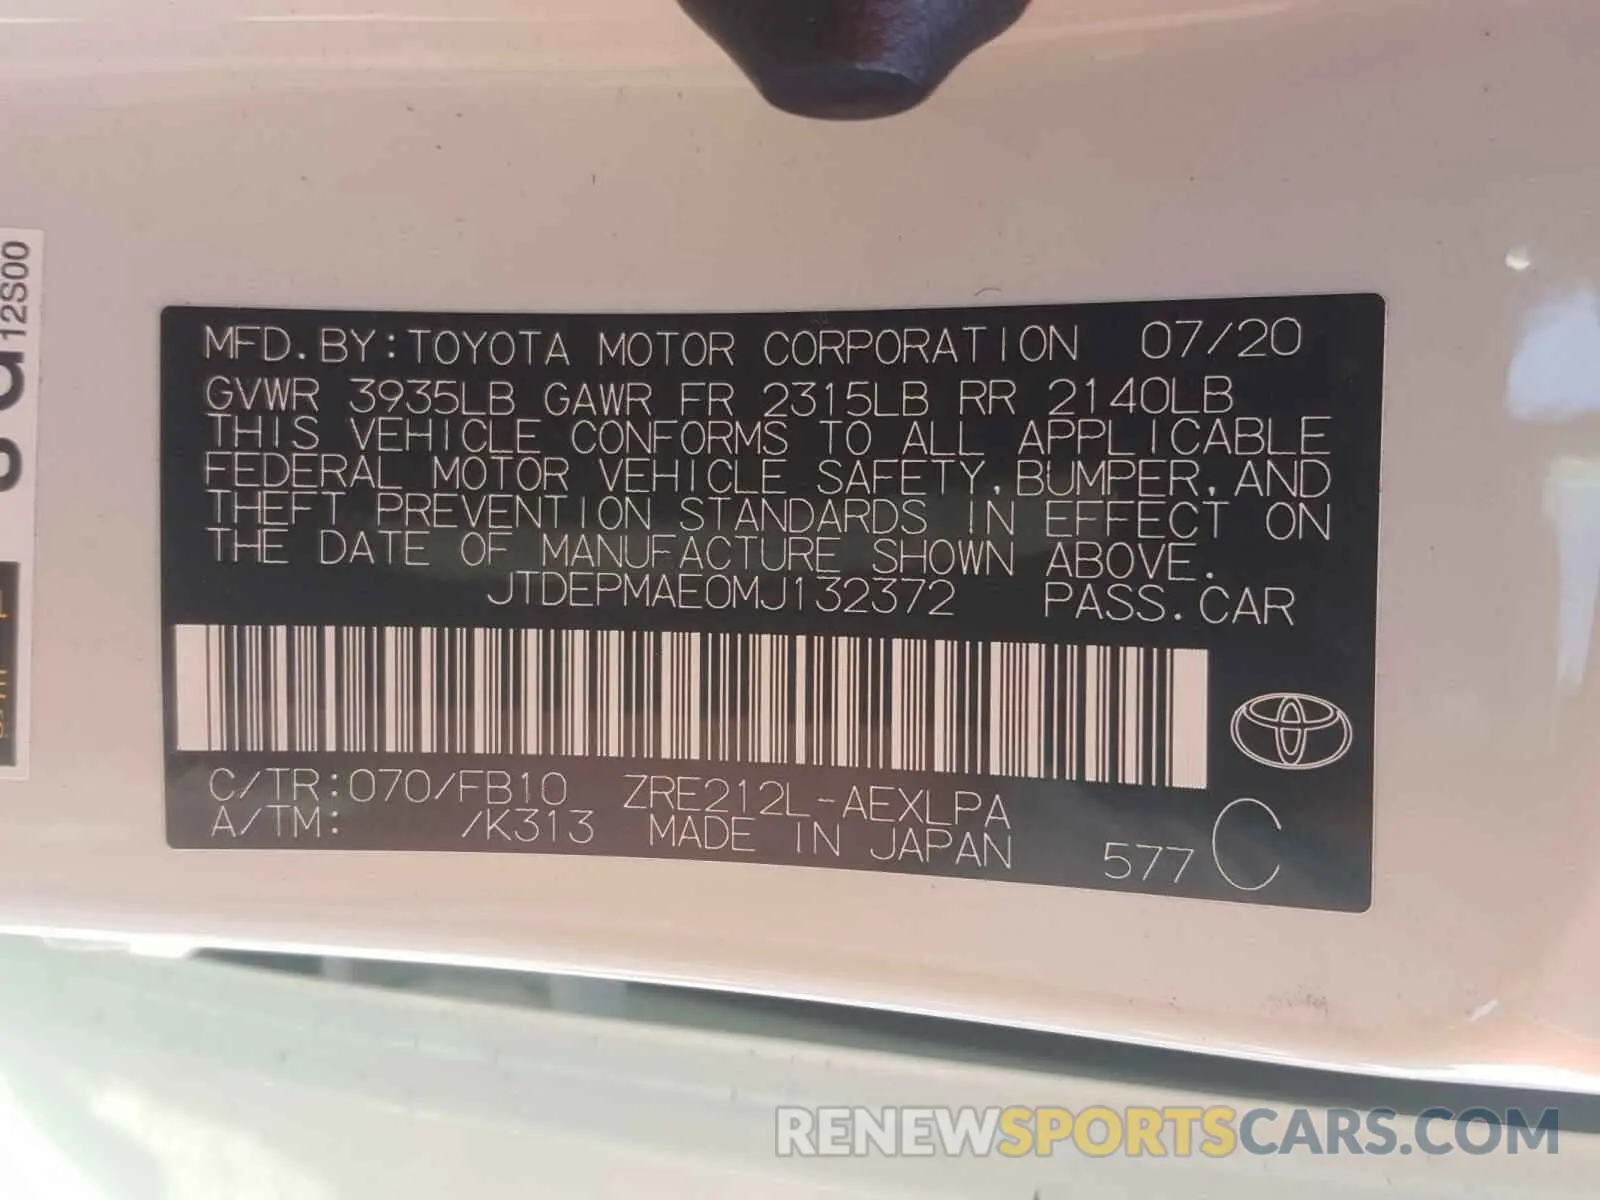 12S00
MFD.BY:TOYOTA MOTOR CORPORATION 07/20
GVWR 3935LB GAWR FR 2315LB RR 2140LB
THIS VEHICLE CONFORMS TO ALL APPLICABLE
FEDERAL MOTOR VEHICLE SAFETY,BUMPER,AND
THEFT PREVENTION STANDARDS IN EFFECT ON
THE DATE OF MANUFACTURE SHOWN ABOVE.
JTDEPMAE0MJ132372 PASS.CAR
C/TR:070/FB10 ZRE212L-AEXLPA
A/TM: /K313 MADE IN JAPAN 577 C
RENEWSPORTSCARS.COM